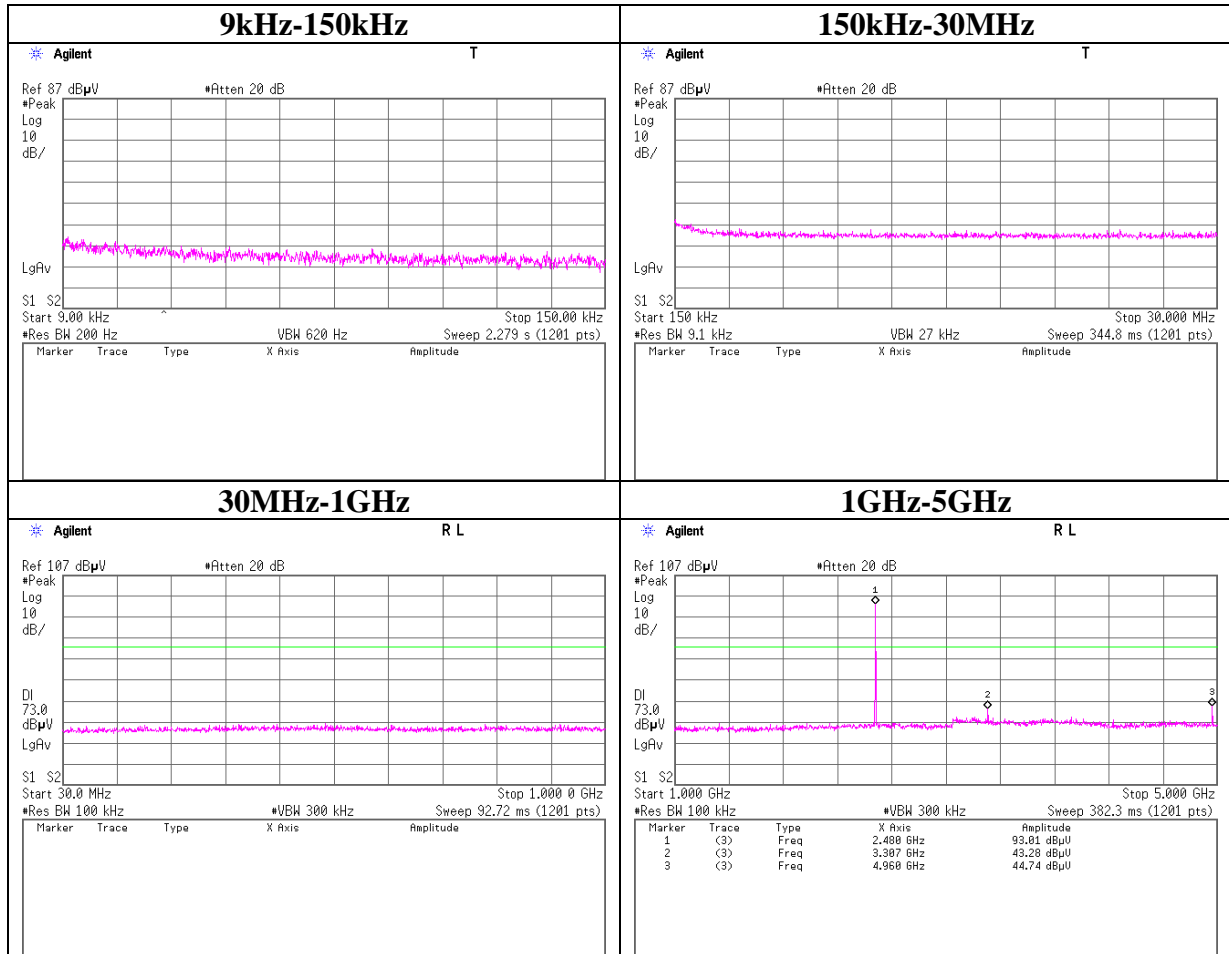 9kHz-150kHz
Agilent T
Ref 87 dBµV #Atten 20 dB
#Peak
Log
10
dB/
LgAv
S1 S2
Start 9.00 kHz ^ Stop 150.00 kHz
#Res BW 200 Hz VBW 620 Hz Sweep 2.279 s (1201 pts)
Marker Trace Type X Axis Amplitude
150kHz-30MHz
Agilent T
Ref 87 dBµV #Atten 20 dB
#Peak
Log
10
dB/
LgAv
S1 S2
Start 150 kHz Stop 30.000 MHz
#Res BW 9.1 kHz VBW 27 kHz Sweep 344.8 ms (1201 pts)
Marker Trace Type X Axis Amplitude
30MHz-1GHz
Agilent R L
Ref 107 dBµV #Atten 20 dB
#Peak
Log
10
dB/
DI
73.0
dBµV
LgAv
S1 S2
Start 30.0 MHz Stop 1.000 0 GHz
#Res BW 100 kHz #VBW 300 kHz Sweep 92.72 ms (1201 pts)
Marker Trace Type X Axis Amplitude
1GHz-5GHz
Agilent R L
Ref 107 dBµV #Atten 20 dB
#Peak
Log
10
dB/
1
2
3
DI
73.0
dBµV
LgAv
S1 S2
Start 1.000 GHz Stop 5.000 GHz
#Res BW 100 kHz #VBW 300 kHz Sweep 382.3 ms (1201 pts)
Marker Trace Type X Axis Amplitude
1 (3) Freq 2.480 GHz 93.01 dBµV
2 (3) Freq 3.307 GHz 43.28 dBµV
3 (3) Freq 4.960 GHz 44.74 dBµV